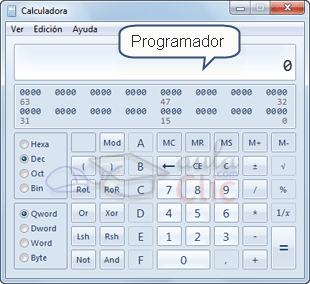 Calculadora
Ver Edición Ayuda
Programador
0
0000 0000 0000 0000 0000 0000 0000 0000
63 47 32
0000 0000 0000 0000 0000 0000 0000 0000
31 15 0
Hexa Mod A MC MR MS M+ M-
Dec ( ) B ← CE C ± √
Oct RoL RoR C 7 8 9 / %
Bin
Qword Or Xor D 4 5 6 * 1/x
Dword Lsh Rsh E 1 2 3 - =
Word
Byte Not And F 0 , +
aula
Clic